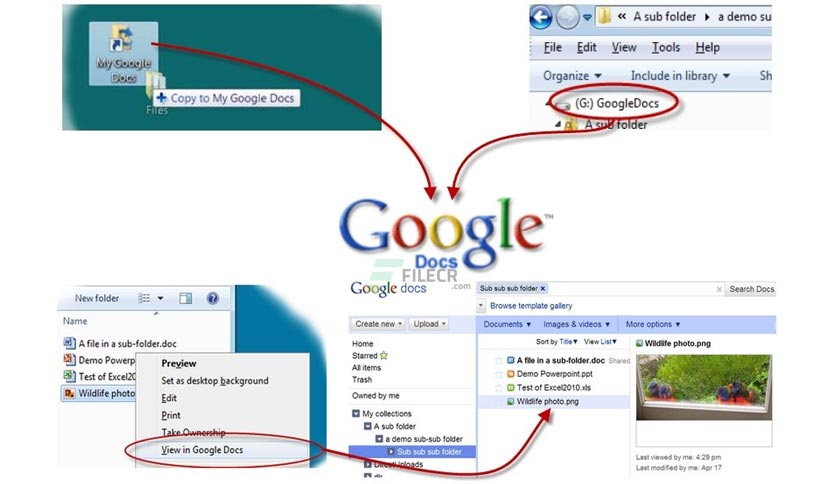 My Google
Docs
Copy to My Google Docs
Files
« A sub folder ▸ a demo su
File Edit View Tools Help
Organize ▼ Include in library ▼ Sh
(G:) GoogleDocs
A sub folder
Google™
Docs
FILECR
.com
New folder
Name
A file in a sub-folder.doc
Demo Powerp
Test of Excel2010.xls
Wildlife photo
Preview
Set as desktop background
Edit
Print
Take Ownership
View in Google Docs
Google docs
Sub sub sub folder × × Search Docs
Browse template gallery
Create new ▾ Upload ▾
Documents ▼ Images & videos ▼ More options ▼
Home
Starred
All items
Trash
Owned by me
My collections
A sub folder
a demo sub-sub folder
Sub sub sub folder
DirectUploads
Sort by Title▼ View List▼
A file in a sub-folder.doc Shared
Demo Powerpoint.ppt
Test of Excel2010.xls
Wildlife photo.png
Wildlife photo.png
Last viewed by me: 4:29 pm
Last modified by me: Apr 17